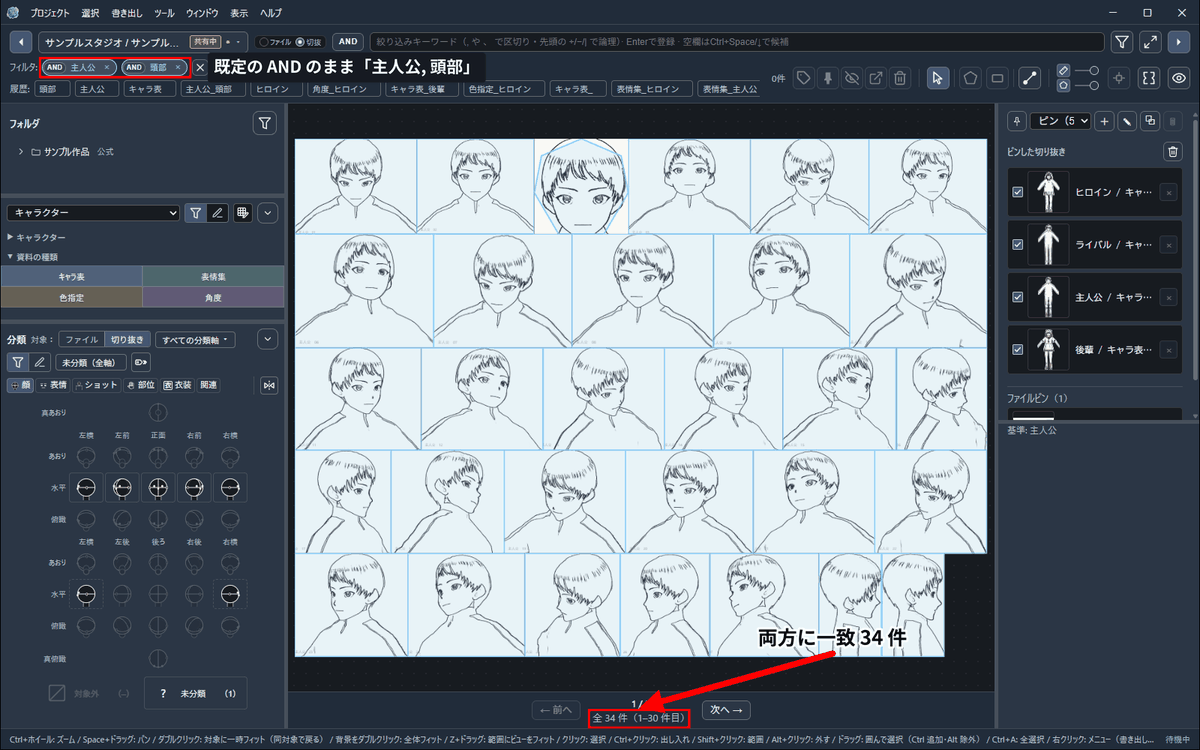 プロジェクト 選択 書き出し ツール ウィンドウ 表示 ヘルプ
サンプルスタジオ / サンプル... 共有中 ファイル 切抜 AND 絞り込みキーワード（, や 、 で区切り・先頭の +/−/| で論理）Enterで登録 · 空欄はCtrl+Space/↓で候補
フィルタ: AND 主人公 × AND 頭部 × ×
既定の AND のまま「主人公, 頭部」
履歴: 頭部 主人公 キャラ表 主人公_頭部 ヒロイン 角度_ヒロイン キャラ表_後輩 色指定_ヒロイン キャラ表_ 表情集_ヒロイン 表情集_主人公
0件
フォルダ
サンプル作品 公式
キャラクター
キャラクター
資料の種類
キャラ表 表情集
色指定 角度
分類 対象: ファイル 切り抜き すべての分類軸
未分類（全軸）
顔 表情 ショット 部位 衣装 関連
真あおり
左横 左前 正面 右前 右横
あおり
水平
俯瞰
左横 左後 後ろ 右後 右横
あおり
水平
俯瞰
真俯瞰
対象外 (–) ? 未分類 (1)
両方に一致 34 件
← 前へ 1/ 次へ →
全 34 件（1–30 件目）
ピン（5
ピンした切り抜き
ヒロイン / キャ… ×
ライバル / キャ… ×
主人公 / キャラ… ×
後輩 / キャラ表… ×
ファイルピン（1）
基準: 主人公
Ctrl+ホイール: ズーム / Space+ドラッグ: パン / ダブルクリック: 対象に一時フィット（同対象で戻る） / 背景をダブルクリック: 全体フィット / Z+ドラッグ: 範囲にビューをフィット / クリック: 選択 / Ctrl+クリック: 出し入れ / Shift+クリック: 範囲 / Alt+クリック: 外す / ドラッグ: 囲んで選択（Ctrl 追加·Alt 除外） / Ctrl+A: 全選択 / 右クリック: メニュー（書き出し… 待機中